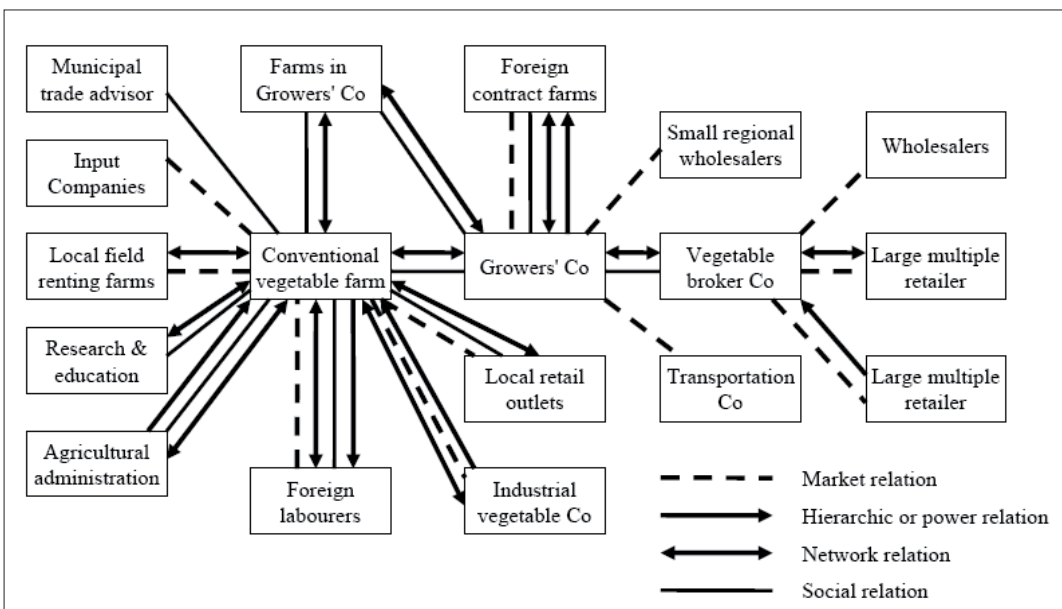 Municipal
trade advisor
Farms in
Growers' Co
Foreign
contract farms
Input
Companies
Small regional
wholesalers
Wholesalers
Local field
renting farms
Conventional
vegetable farm
Growers' Co
Vegetable
broker Co
Large multiple
retailer
Research &
education
Local retail
outlets
Transportation
Co
Large multiple
retailer
Agricultural
administration
Foreign
labourers
Industrial
vegetable Co
Market relation
Hierarchic or power relation
Network relation
Social relation